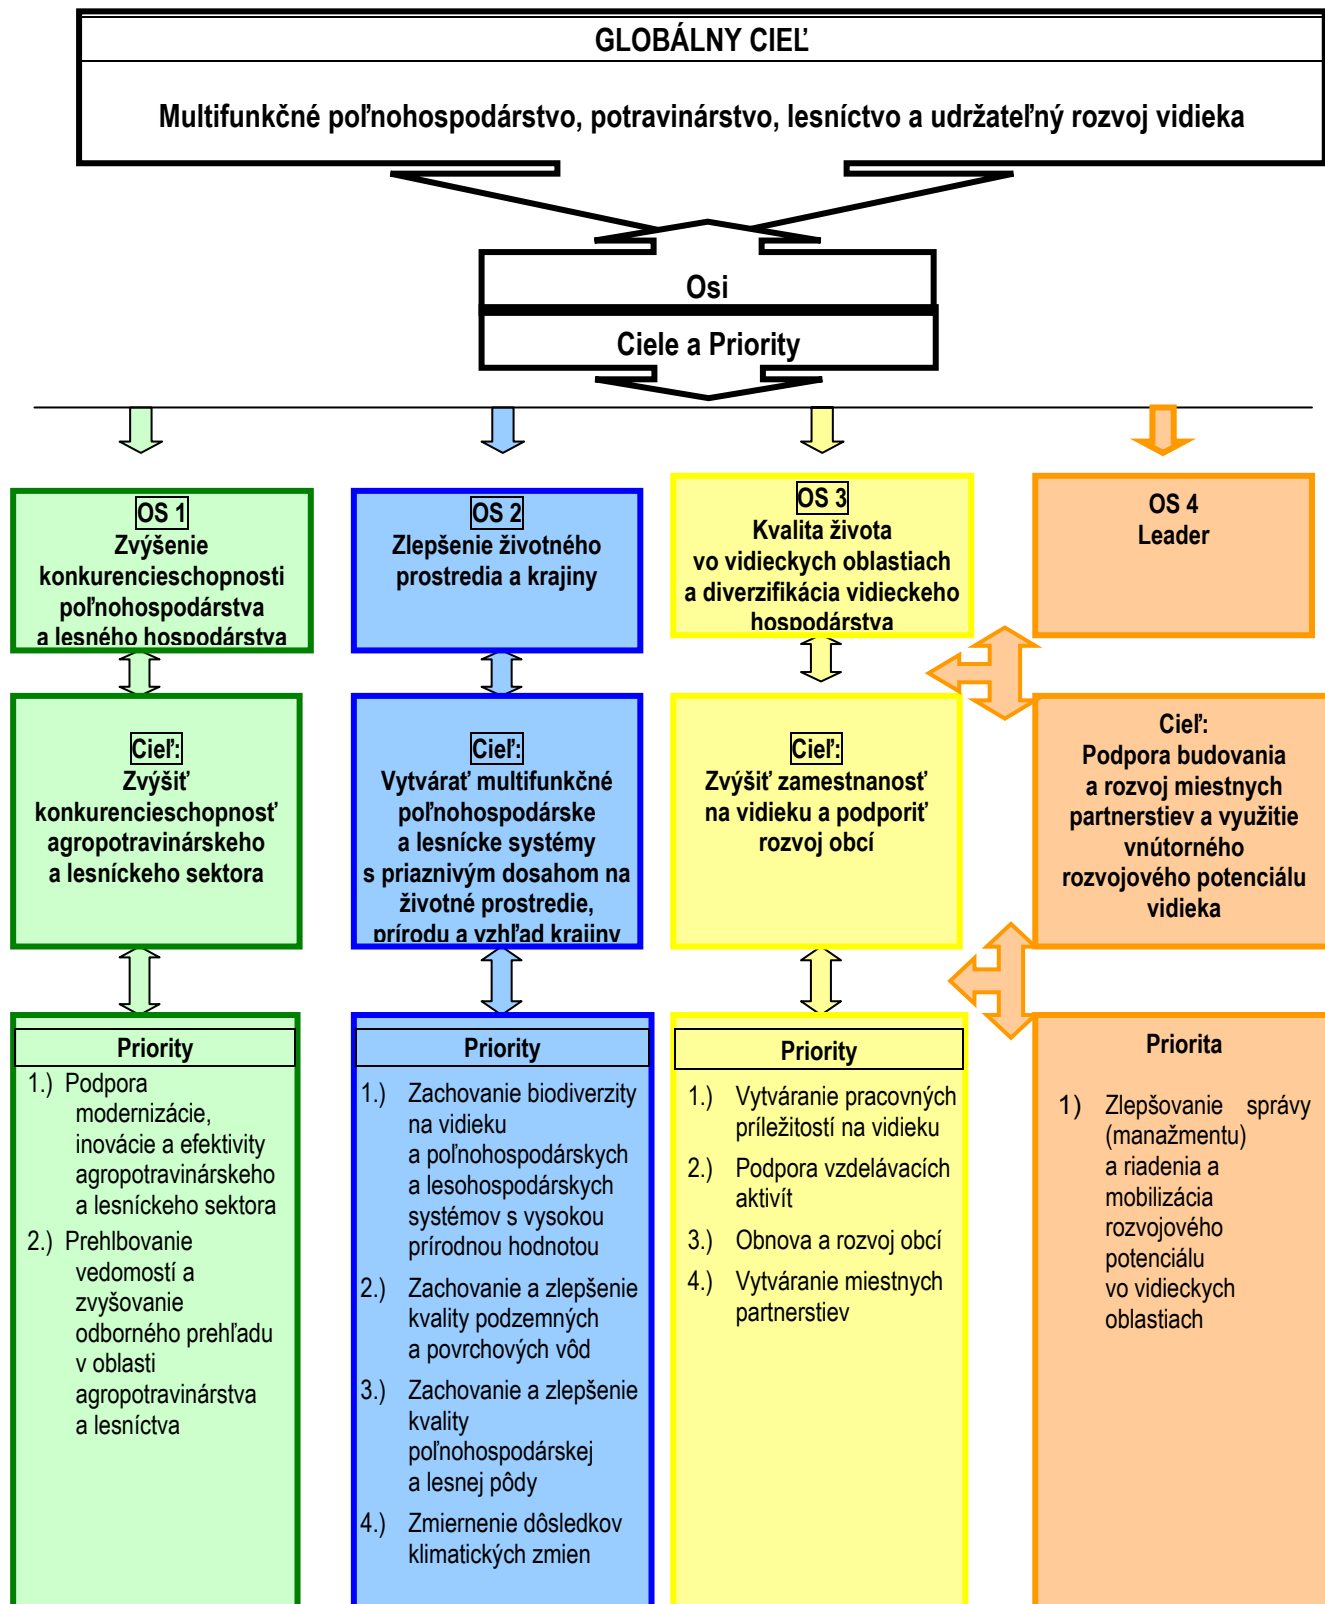 GLOBÁLNY CIEĽ
Multifunkčné poľnohospodárstvo, potravinárstvo, lesníctvo a udržateľný rozvoj vidieka
Osi
Ciele a Priority
OS 1
Zvýšenie
konkurencieschopnosti
poľnohospodárstva
a lesného hospodárstva
OS 2
Zlepšenie životného
prostredia a krajiny
OS 3
Kvalita života
vo vidieckych oblastiach
a diverzifikácia vidieckeho
hospodárstva
OS 4
Leader
Cieľ:
Zvýšiť
konkurencieschopnosť
agropotravinárskeho
a lesníckeho sektora
Cieľ:
Vytvárať multifunkčné
poľnohospodárske
a lesnícke systémy
s priaznivým dosahom na
životné prostredie,
prírodu a vzhľad krajiny
Cieľ:
Zvýšiť zamestnanosť
na vidieku a podporiť
rozvoj obcí
Cieľ:
Podpora budovania
a rozvoj miestnych
partnerstiev a využitie
vnútorného
rozvojového potenciálu
vidieka
Priority
1.) Podpora
modernizácie,
inovácie a efektivity
agropotravinárskeho
a lesníckeho sektora
2.) Prehlbovanie
vedomostí a
zvyšovanie
odborného prehľadu
v oblasti
agropotravinárstva
a lesníctva
Priority
1.) Zachovanie biodiverzity
na vidieku
a poľnohospodárskych
a lesohospodárskych
systémov s vysokou
prírodnou hodnotou
2.) Zachovanie a zlepšenie
kvality podzemných
a povrchových vôd
3.) Zachovanie a zlepšenie
kvality
poľnohospodárskej
a lesnej pôdy
4.) Zmiernenie dôsledkov
klimatických zmien
Priority
1.) Vytváranie pracovných
príležitostí na vidieku
2.) Podpora vzdelávacích
aktivít
3.) Obnova a rozvoj obcí
4.) Vytváranie miestnych
partnerstiev
Priorita
1) Zlepšovanie správy
(manažmentu)
a riadenia a
mobilizácia
rozvojového
potenciálu
vo vidieckych
oblastiach